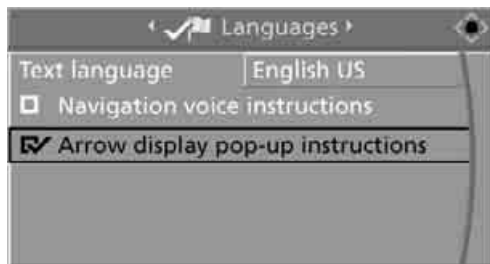 Languages
Text language English US
Navigation voice instructions
Arrow display pop-up instructions